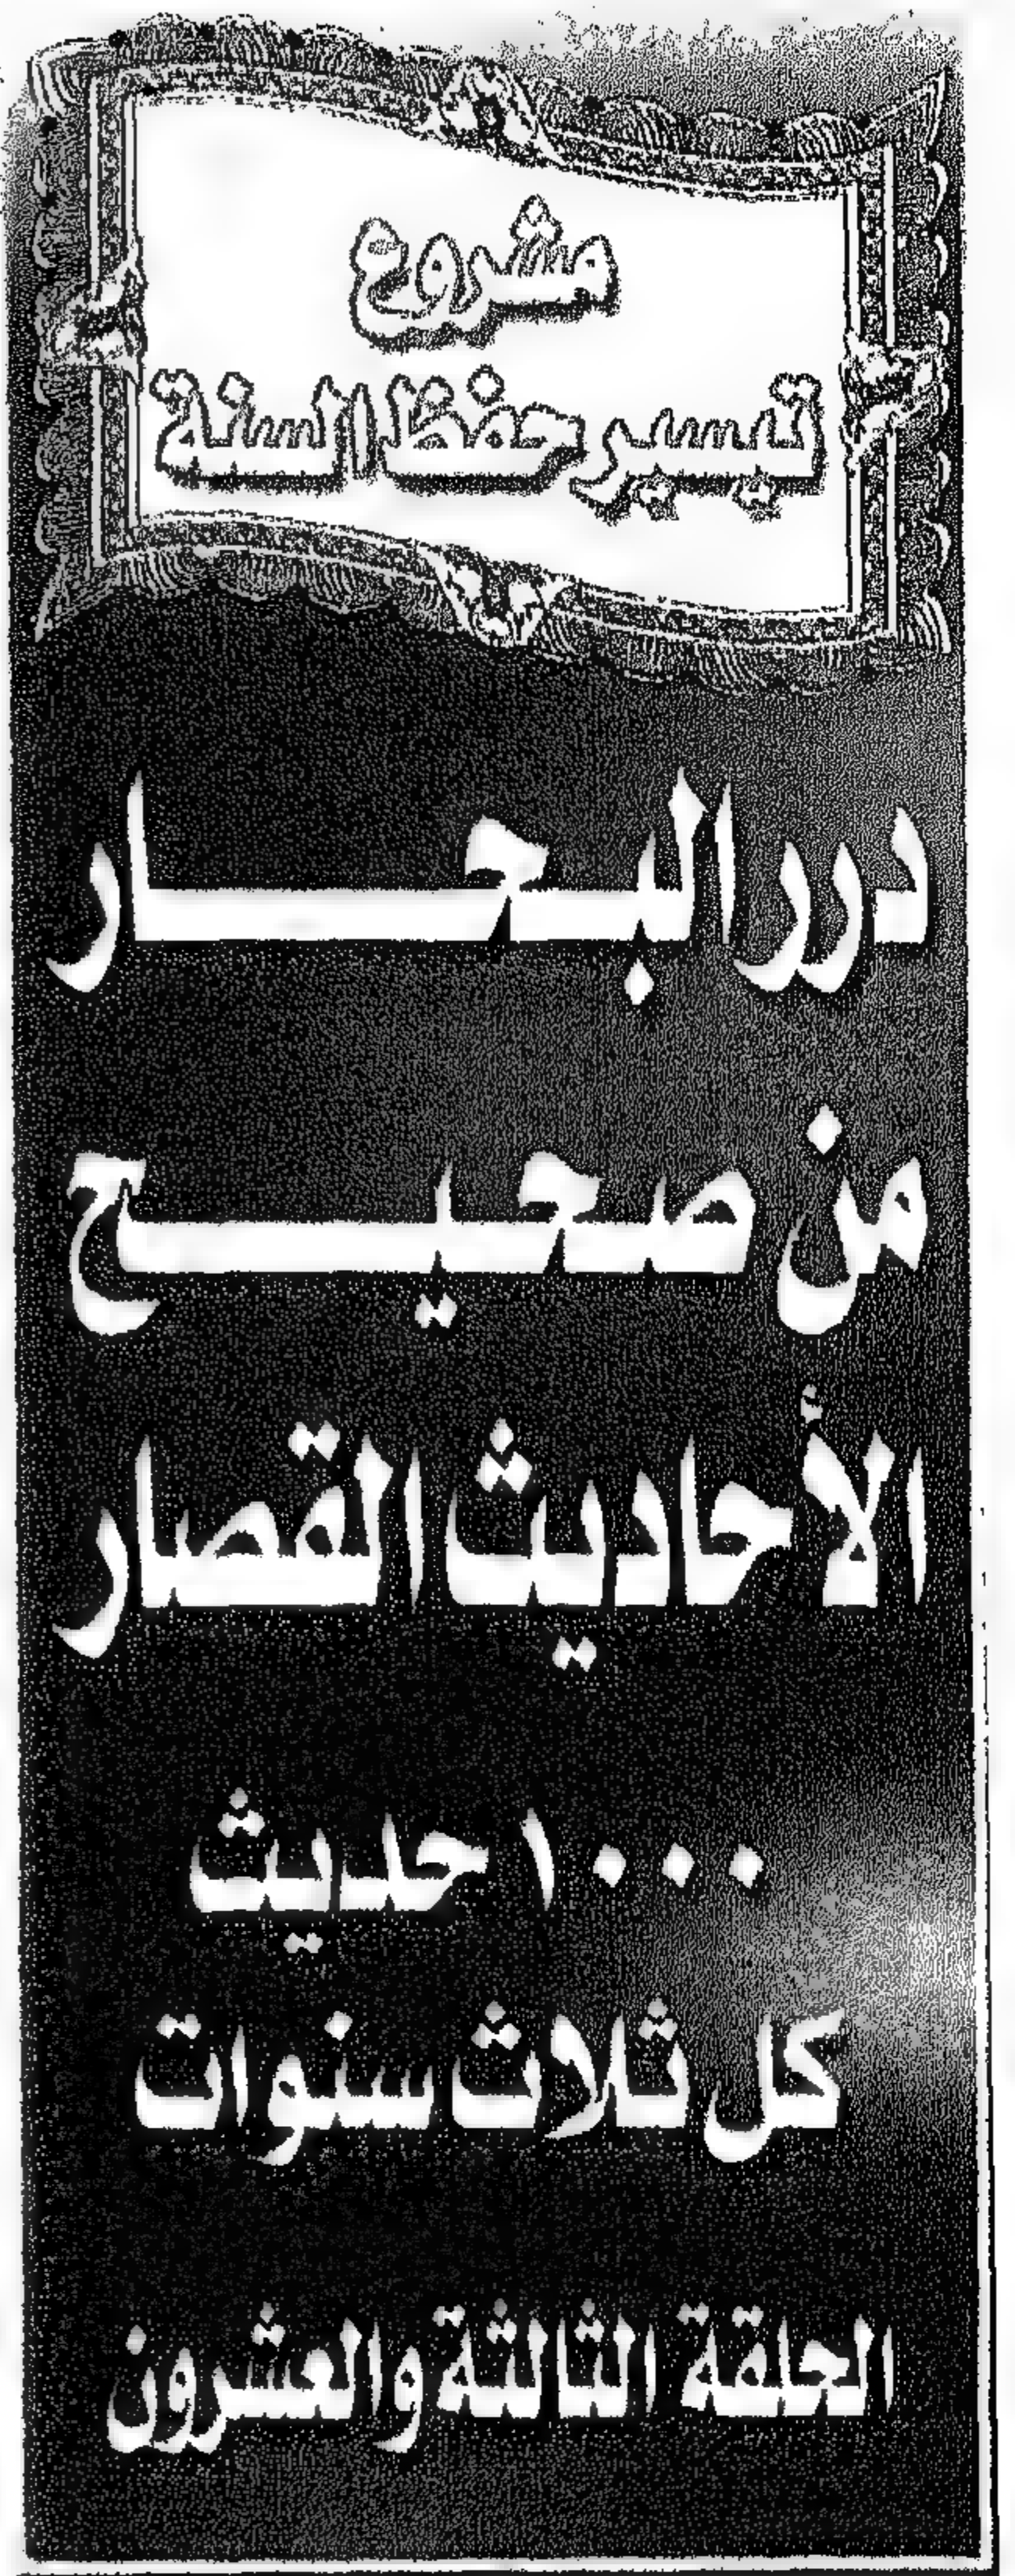 مشروع
تيسير حفظ السنة
درر البحار
من صحيح
الأحاديث القصار
١٠٠٠ حديث
كل ثلاث سنوات
الحلقة الثالثة والعشرون